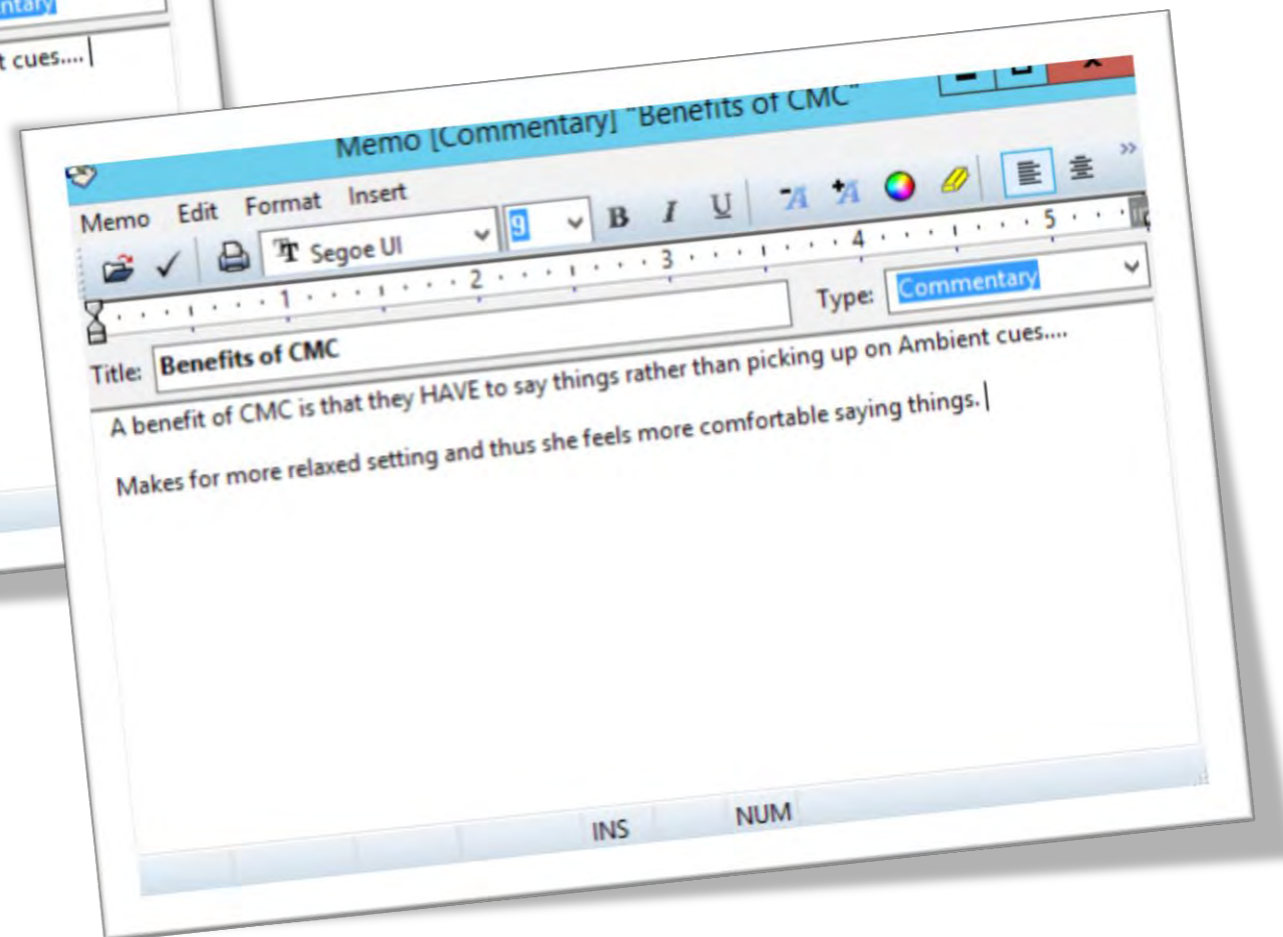 ntary
t cues....
Memo [Commentary] "Benefits of CMC"
Memo Edit Format Insert
Segoe UI 9 B I U A A
1 2 3 4 5
Title: Benefits of CMC Type: Commentary
A benefit of CMC is that they HAVE to say things rather than picking up on Ambient cues....
Makes for more relaxed setting and thus she feels more comfortable saying things.
INS NUM